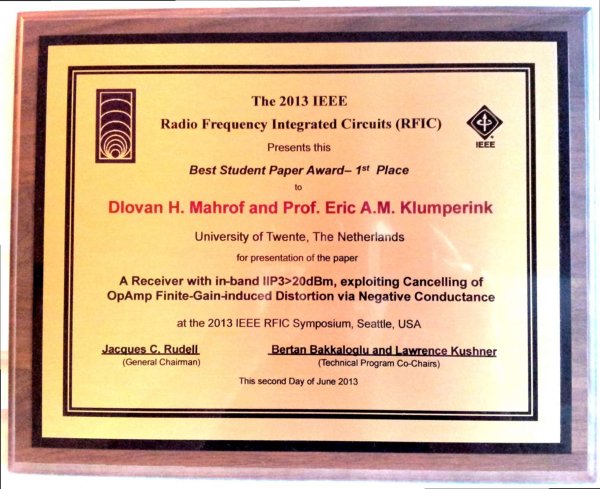 The 2013 IEEE
Radio Frequency Integrated Circuits (RFIC)
IEEE
Presents this
Best Student Paper Award– 1st Place
to
Dlovan H. Mahrof and Prof. Eric A.M. Klumperink
University of Twente, The Netherlands
for presentation of the paper
A Receiver with in-band IIP3>20dBm, exploiting Cancelling of
OpAmp Finite-Gain-induced Distortion via Negative Conductance
at the 2013 IEEE RFIC Symposium, Seattle, USA
Jacques C. Rudell Bertan Bakkaloglu and Lawrence Kushner
(General Chairman) (Technical Program Co-Chairs)
This second Day of June 2013